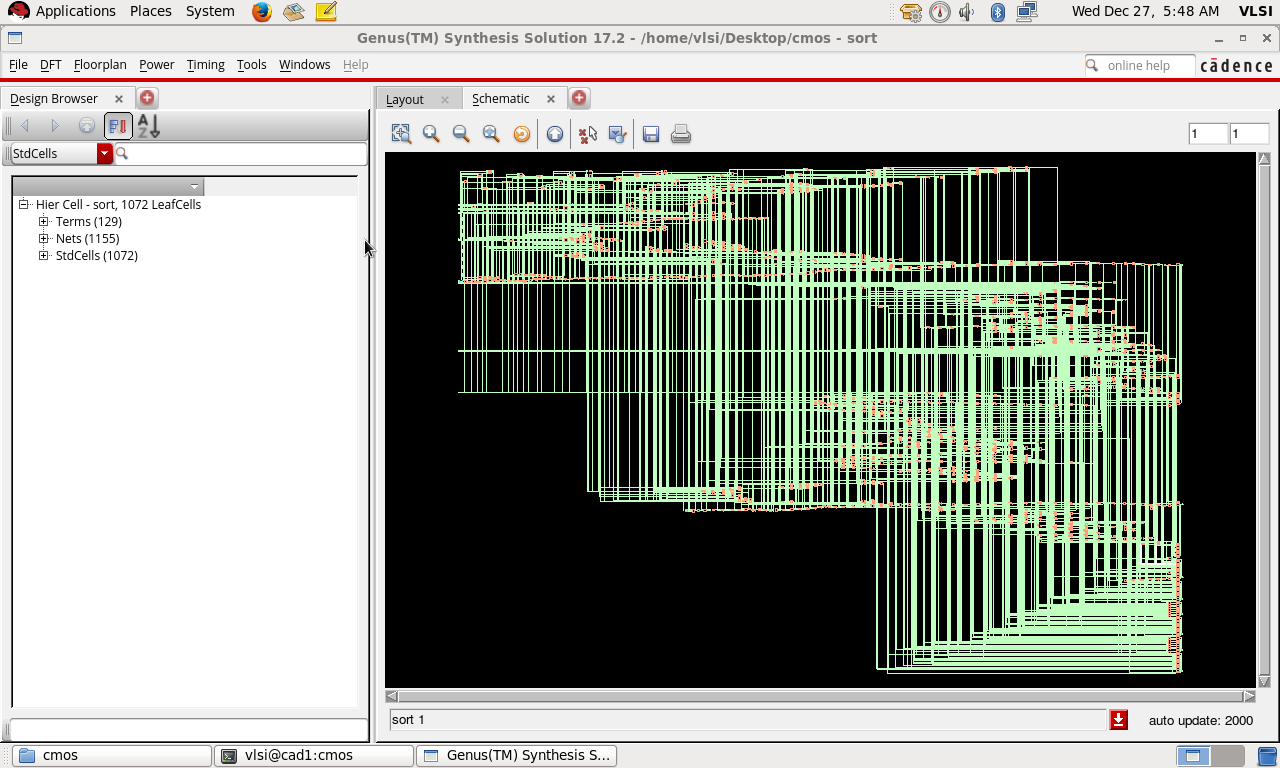 Applications Places System Wed Dec 27, 5:48 AM VLSI
Genus(TM) Synthesis Solution 17.2 - /home/vlsi/Desktop/cmos - sort
File DFT Floorplan Power Timing Tools Windows Help online help cādence
Design Browser Layout Schematic
A Z
1 1
StdCells
Hier Cell - sort, 1072 LeafCells
Terms (129)
Nets (1155)
StdCells (1072)
sort 1 auto update: 2000
cmos vlsi@cad1:cmos Genus(TM) Synthesis S...